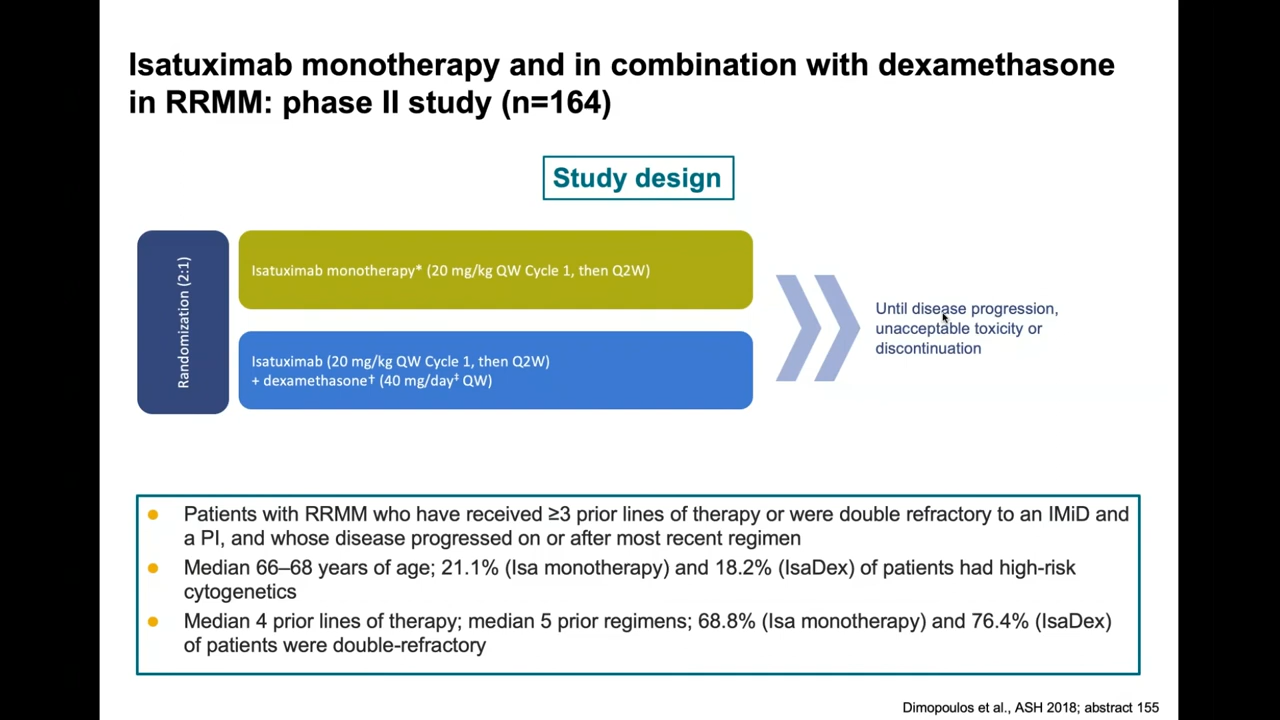 Isatuximab monotherapy and in combination with dexamethasone
in RRMM: phase II study (n=164)
Study design
Randomization (2:1)
Isatuximab monotherapy* (20 mg/kg QW Cycle 1, then Q2W)
Isatuximab (20 mg/kg QW Cycle 1, then Q2W)
+ dexamethasone† (40 mg/day‡ QW)
Until disease progression,
unacceptable toxicity or
discontinuation
● Patients with RRMM who have received ≥3 prior lines of therapy or were double refractory to an IMiD and
a PI, and whose disease progressed on or after most recent regimen
● Median 66–68 years of age; 21.1% (Isa monotherapy) and 18.2% (IsaDex) of patients had high-risk
cytogenetics
● Median 4 prior lines of therapy; median 5 prior regimens; 68.8% (Isa monotherapy) and 76.4% (IsaDex)
of patients were double-refractory
Dimopoulos et al., ASH 2018; abstract 155